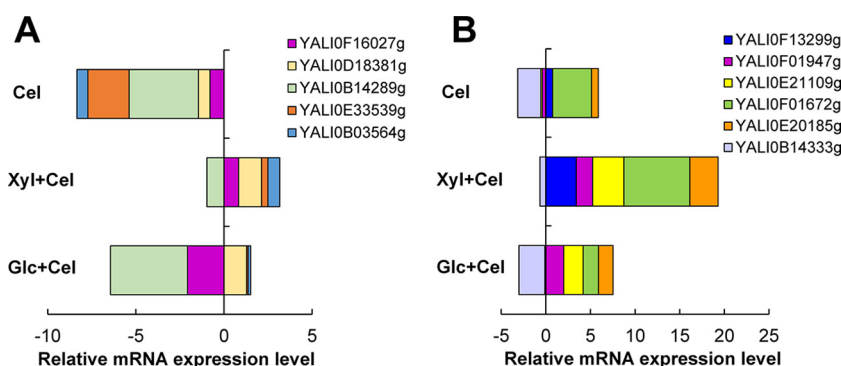 A
YALI0F16027g
YALI0D18381g
YALI0B14289g
YALI0E33539g
YALI0B03564g
Cel
Xyl+Cel
Glc+Cel
-10 -5 0 5
Relative mRNA expression level
B
YALI0F13299g
YALI0F01947g
YALI0E21109g
YALI0F01672g
YALI0E20185g
YALI0B14333g
Cel
Xyl+Cel
Glc+Cel
-5 0 5 10 15 20 25
Relative mRNA expression level